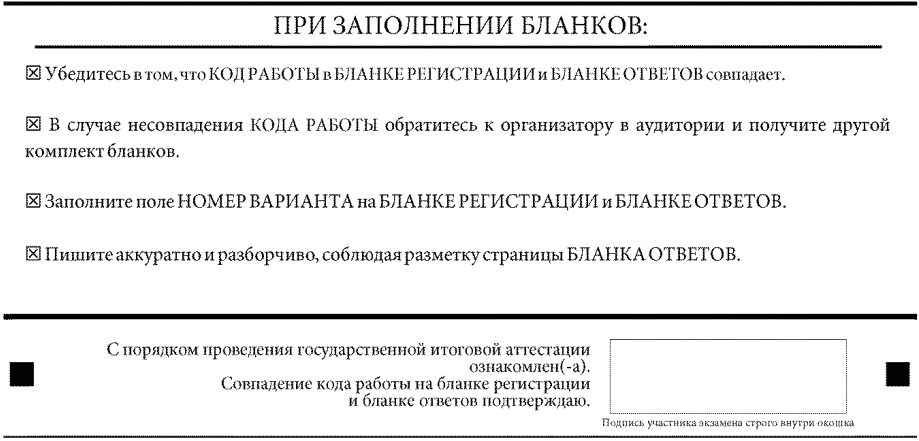 ПРИ ЗАПОЛНЕНИИ БЛАНКОВ:
☒ Убедитесь в том, что КОД РАБОТЫ в БЛАНКЕ РЕГИСТРАЦИИ и БЛАНКЕ ОТВЕТОВ совпадает.
☒ В случае несовпадения КОДА РАБОТЫ обратитесь к организатору в аудитории и получите другой
комплект бланков.
☒ Заполните поле НОМЕР ВАРИАНТА на БЛАНКЕ РЕГИСТРАЦИИ и БЛАНКЕ ОТВЕТОВ.
☒ Пишите аккуратно и разборчиво, соблюдая разметку страницы БЛАНКА ОТВЕТОВ.
С порядком проведения государственной итоговой аттестации
ознакомлен(-а).
Совпадение кода работы на бланке регистрации
и бланке ответов подтверждаю.
Подпись участника экзамена строго внутри окошка